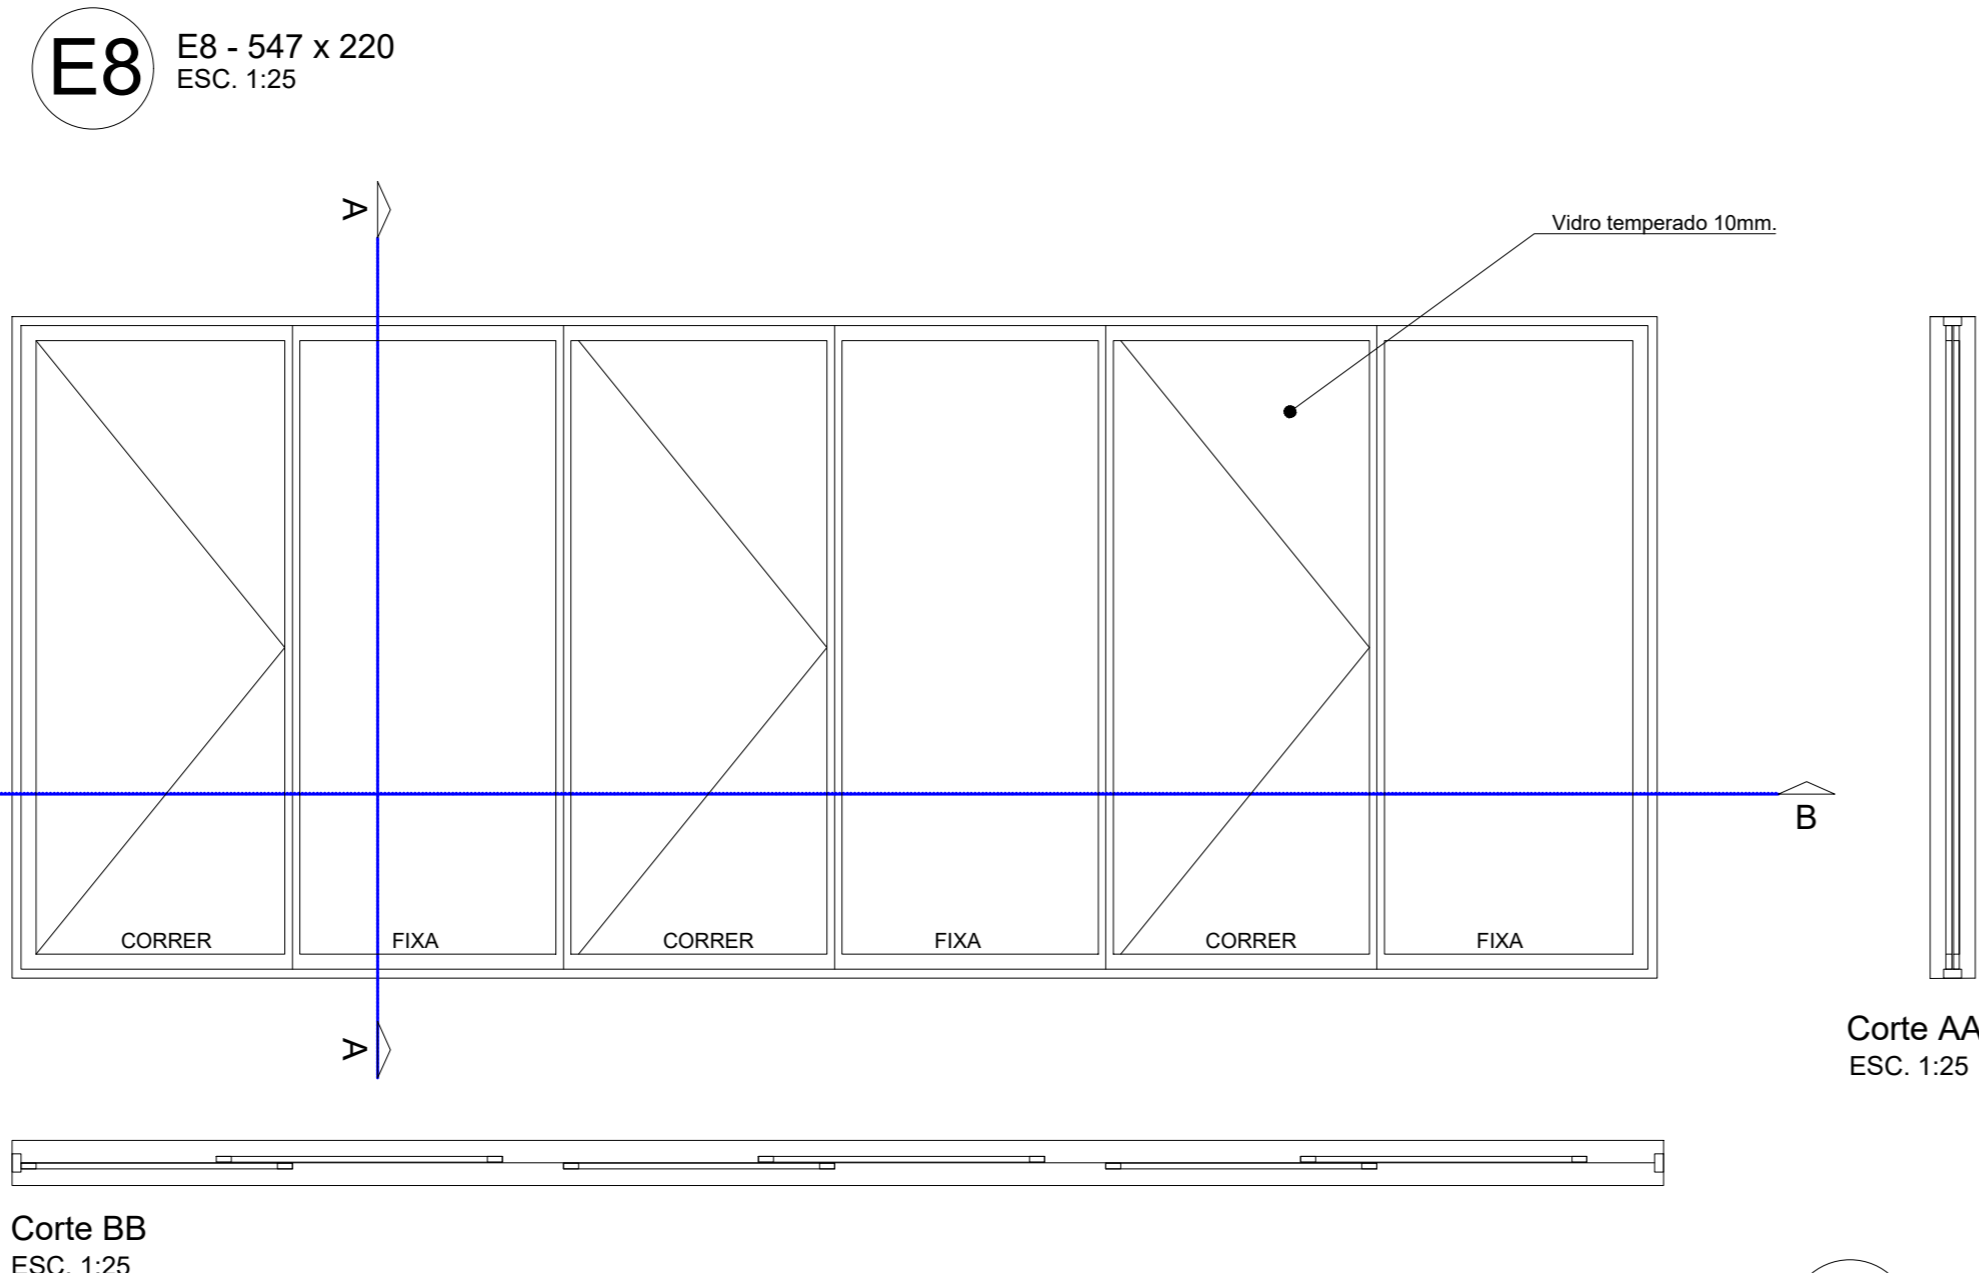 E8
E8 - 547 x 220
ESC. 1:25
A
Vidro temperado 10mm.
B
CORRER
FIXA
CORRER
FIXA
CORRER
FIXA
A
Corte AA
ESC. 1:25
Corte BB
ESC. 1:25